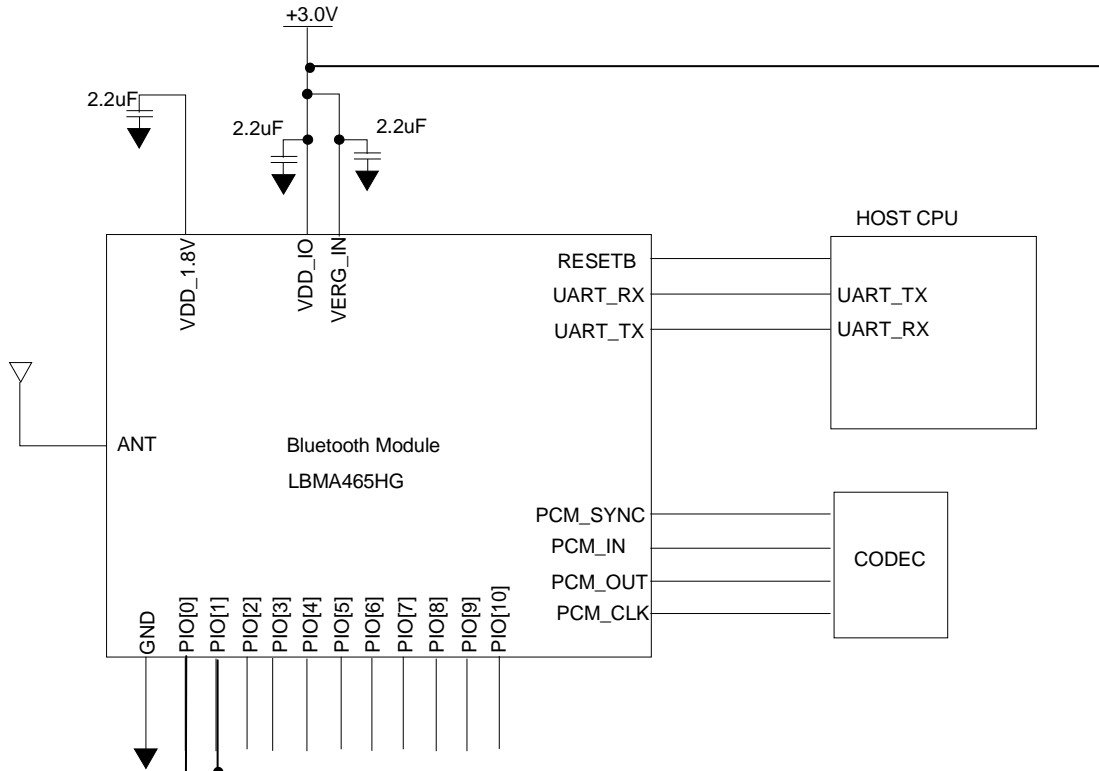 +3.0V
2.2uF
2.2uF
2.2uF
HOST CPU
VDD_1.8V
VDD_IO
VERG_IN
RESETB
UART_RX
UART_TX
UART_TX
UART_RX
ANT
Bluetooth Module
LBMA465HG
PCM_SYNC
PCM_IN
PCM_OUT
PCM_CLK
CODEC
GND
PIO[0]
PIO[1]
PIO[2]
PIO[3]
PIO[4]
PIO[5]
PIO[6]
PIO[7]
PIO[8]
PIO[9]
PIO[10]